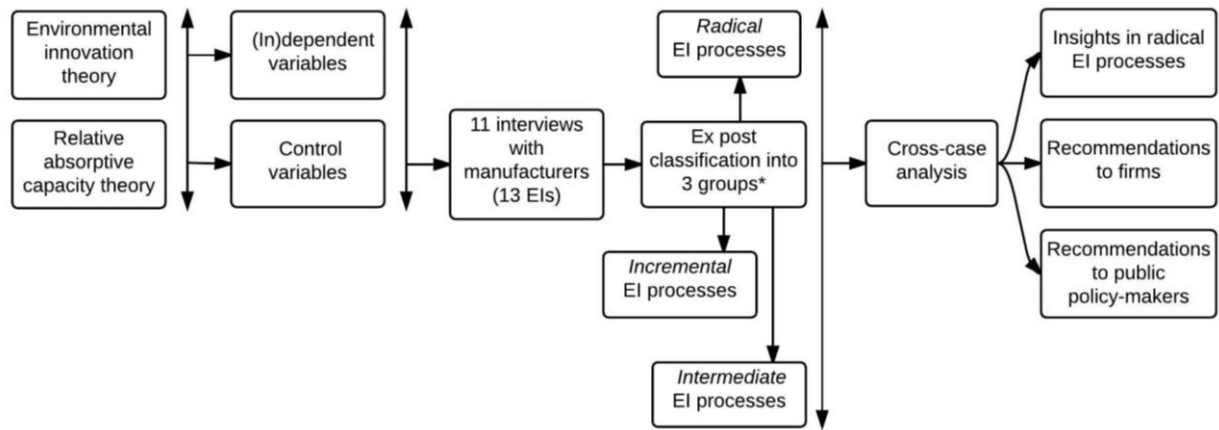 Environmental
innovation
theory
Relative
absorptive
capacity theory
(In)dependent
variables
Control
variables
11 interviews
with
manufacturers
(13 EIs)
Radical
EI processes
Ex post
classification into
3 groups*
Incremental
EI processes
Intermediate
EI processes
Cross-case
analysis
Insights in radical
EI processes
Recommendations
to firms
Recommendations
to public
policy-makers